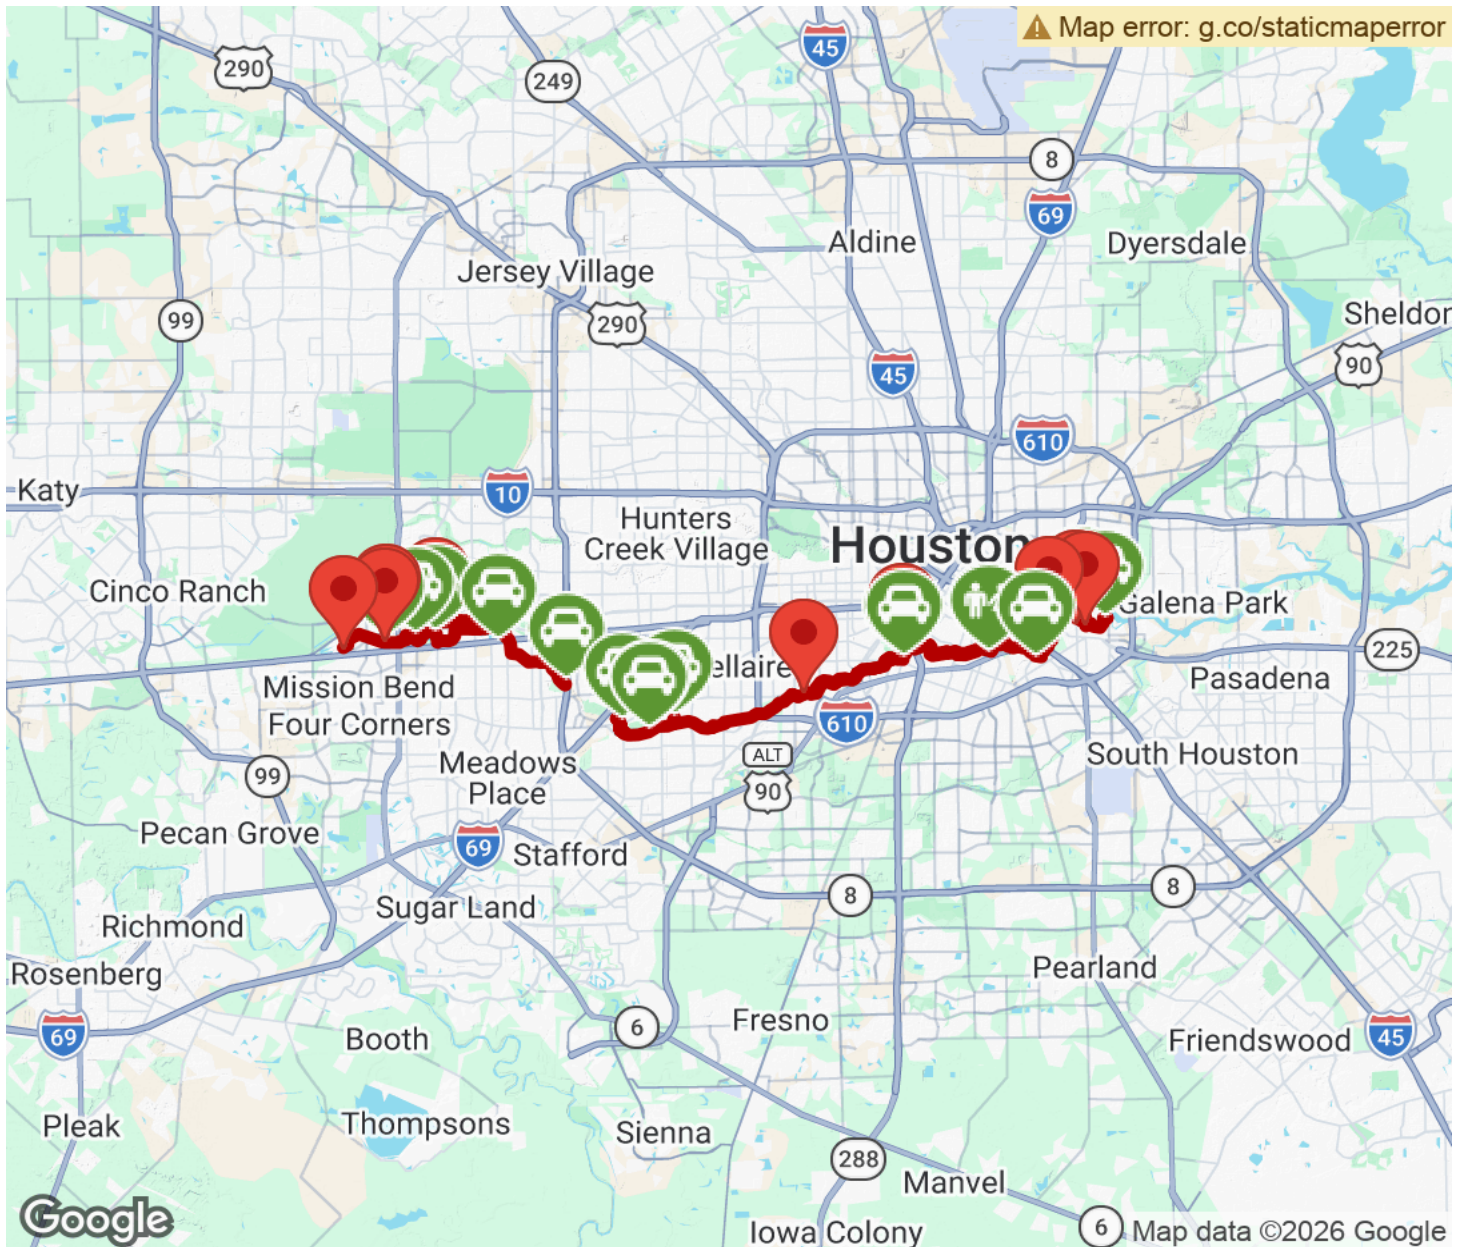 Map error: g.co/staticmaperror
45
290
249
8
69
Aldine
Dyersdale
Jersey Village
99
290
Sheldon
90
45
610
Katy
10
Hunters
Creek Village
Houston
Cinco Ranch
Galena Park
225
ellaire
Pasadena
Mission Bend
Four Corners
610
South Houston
ALT
90
Meadows
Place
99
Pecan Grove
69
Stafford
8
8
Sugar Land
Richmond
Rosenberg
Pearland
69
6
Fresno
Booth
Friendswood
45
Pleak
Thompsons
Sienna
288
Manvel
Google
Iowa Colony
6
Map data ©2026 Google